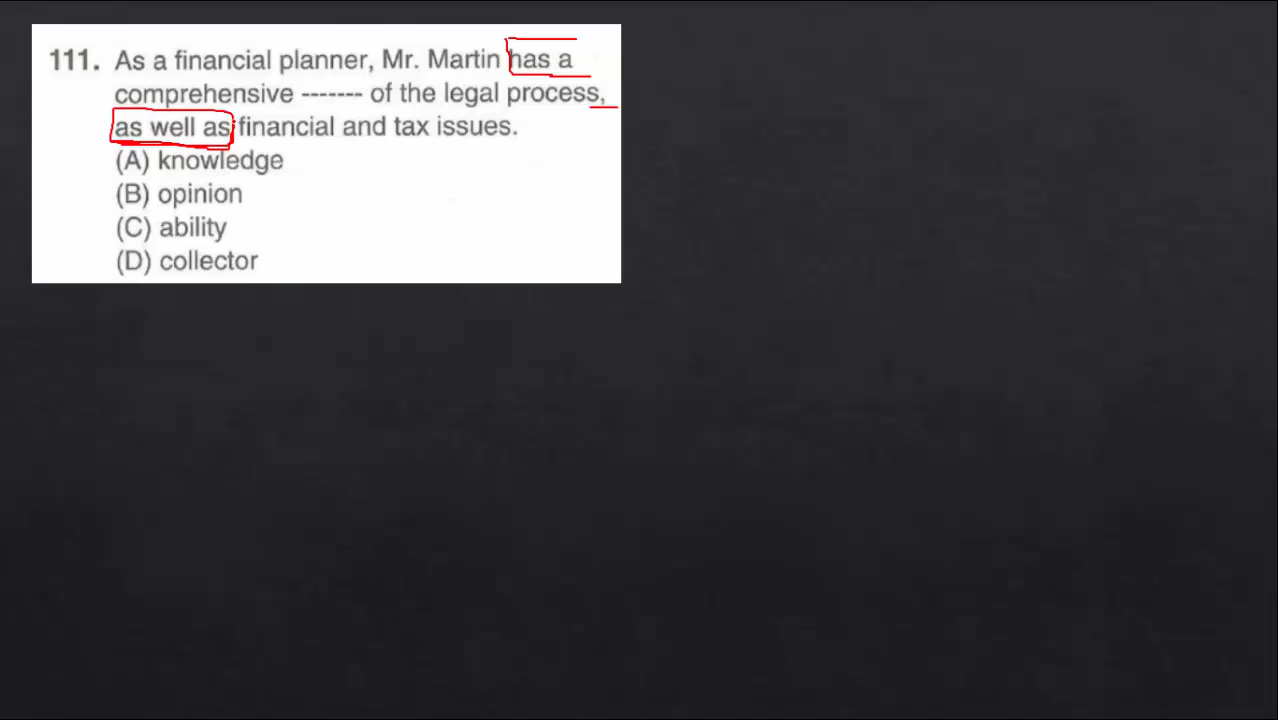 111. As a financial planner, Mr. Martin has a
comprehensive ------- of the legal process,
as well as financial and tax issues.
(A) knowledge
(B) opinion
(C) ability
(D) collector